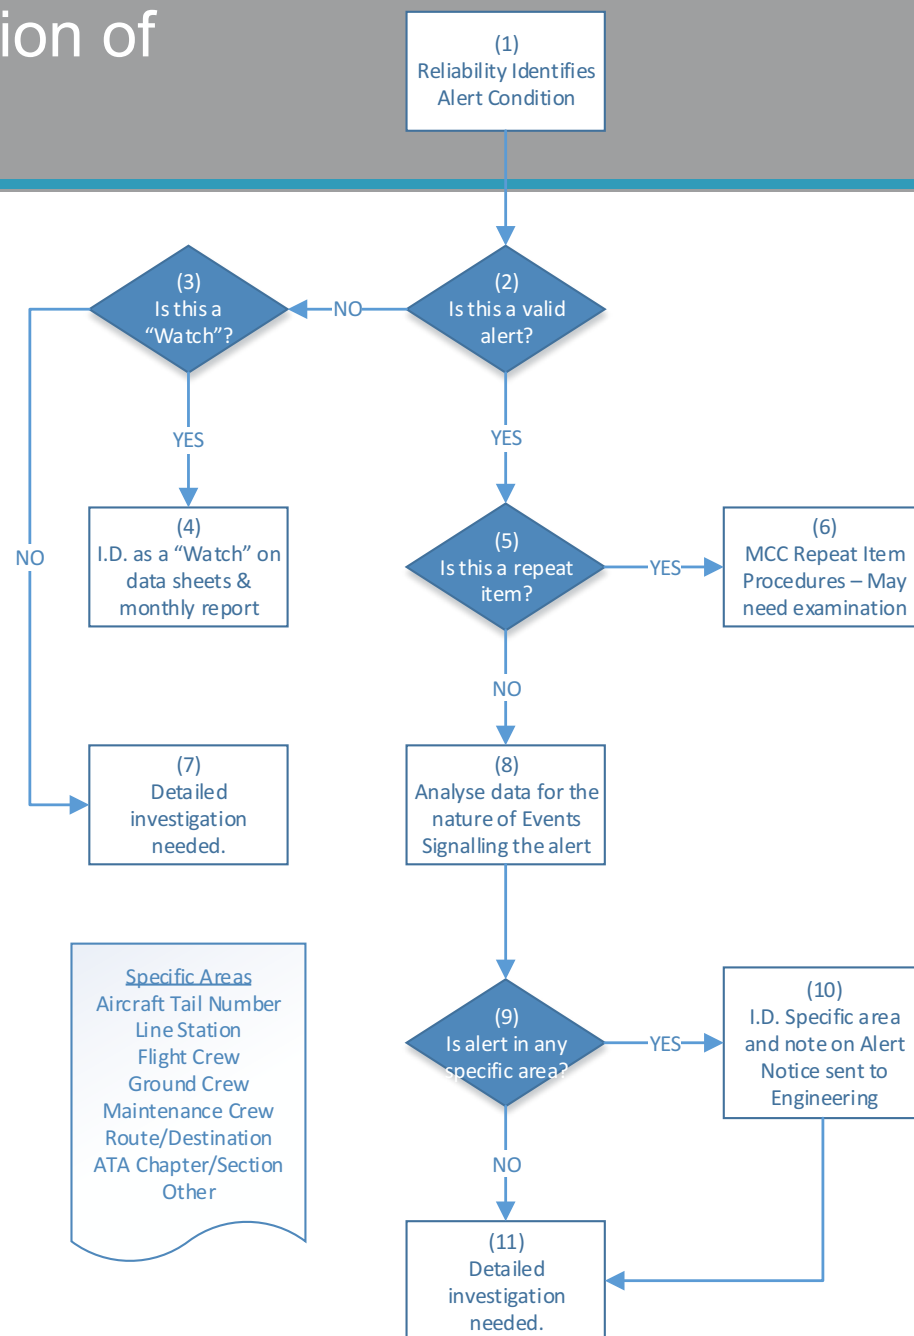 ion of
(1)
Reliability Identifies
Alert Condition
(2)
Is this a valid
alert?
NO
(3)
Is this a
“Watch”?
YES
YES
(4)
I.D. as a “Watch” on
data sheets &
monthly report
NO
(5)
Is this a repeat
item?
YES
(6)
MCC Repeat Item
Procedures – May
need examination
NO
(7)
Detailed
investigation
needed.
(8)
Analyse data for the
nature of Events
Signalling the alert
Specific Areas
Aircraft Tail Number
Line Station
Flight Crew
Ground Crew
Maintenance Crew
Route/Destination
ATA Chapter/Section
Other
(9)
Is alert in any
specific area?
YES
(10)
I.D. Specific area
and note on Alert
Notice sent to
Engineering
NO
(11)
Detailed
investigation
needed.